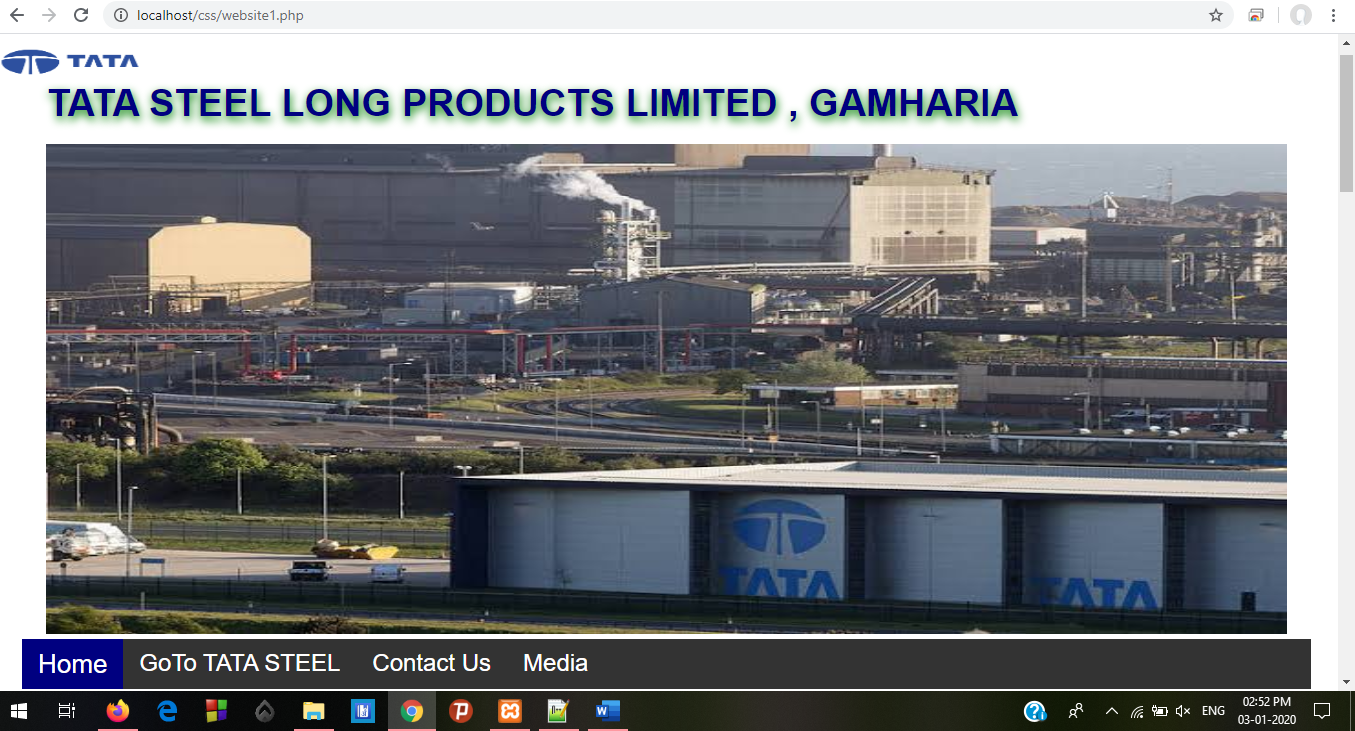 localhost/css/website1.php
TATA
TATA STEEL LONG PRODUCTS LIMITED , GAMHARIA
TATA
TATA
Home GoTo TATA STEEL Contact Us Media
ENG
02:52 PM
03-01-2020